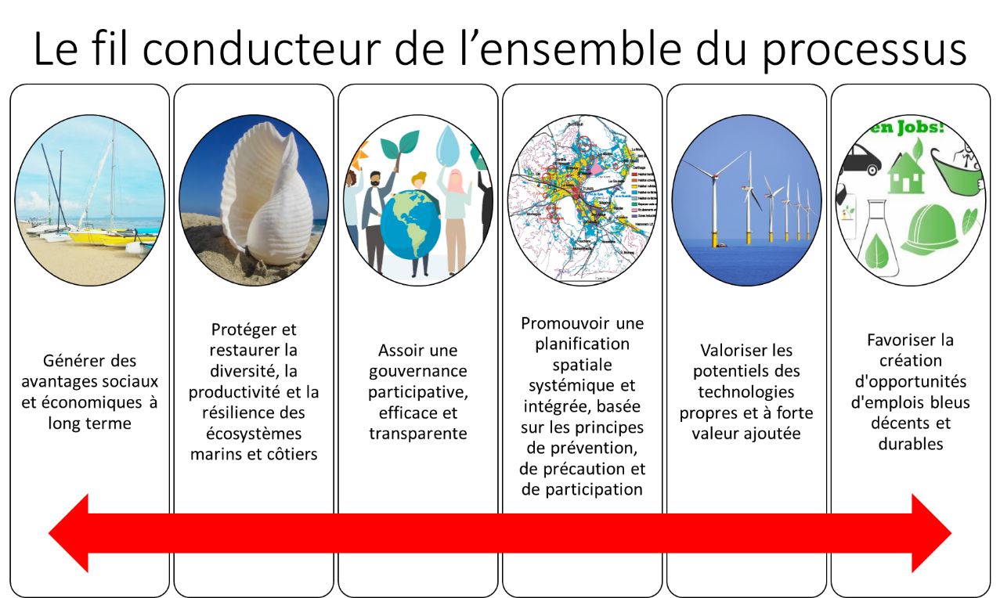 Le fil conducteur de l’ensemble du processus
en Jobs!
TUNIS
Générer des
avantages sociaux
et économiques à
long terme
Protéger et
restaurer la
diversité, la
productivité et la
résilience des
écosystèmes
marins et côtiers
Assoir une
gouvernance
participative,
efficace et
transparente
Promouvoir une
planification
spatiale
systémique et
intégrée, basée
sur les principes
de prévention,
de précaution et
de participation
Valoriser les
potentiels des
technologies
propres et à forte
valeur ajoutée
Favoriser la
création
d'opportunités
d'emplois bleus
décents et
durables